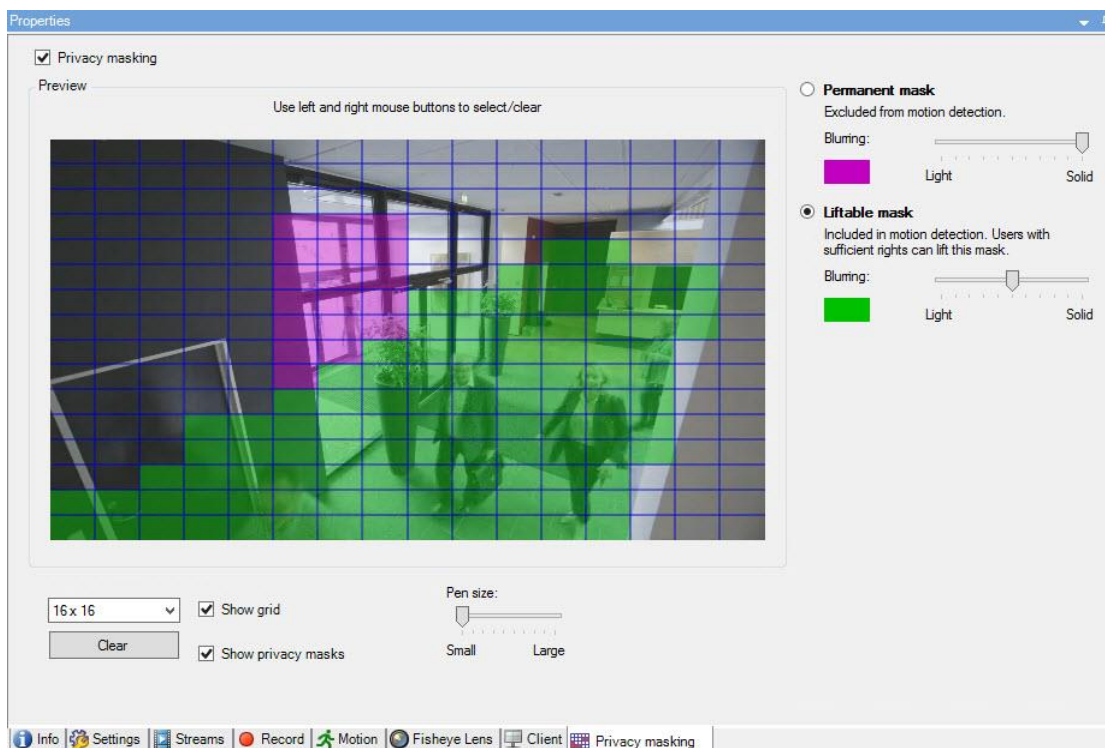 Properties
Privacy masking
Preview
Use left and right mouse buttons to select/clear
Permanent mask
Excluded from motion detection.
Blurring:
Light
Solid
Liftable mask
Included in motion detection. Users with
sufficient rights can lift this mask.
Blurring:
Light
Solid
16 x 16
Show grid
Pen size:
Clear
Show privacy masks
Small
Large
Info
Settings
Streams
Record
Motion
Fisheye Lens
Client
Privacy masking